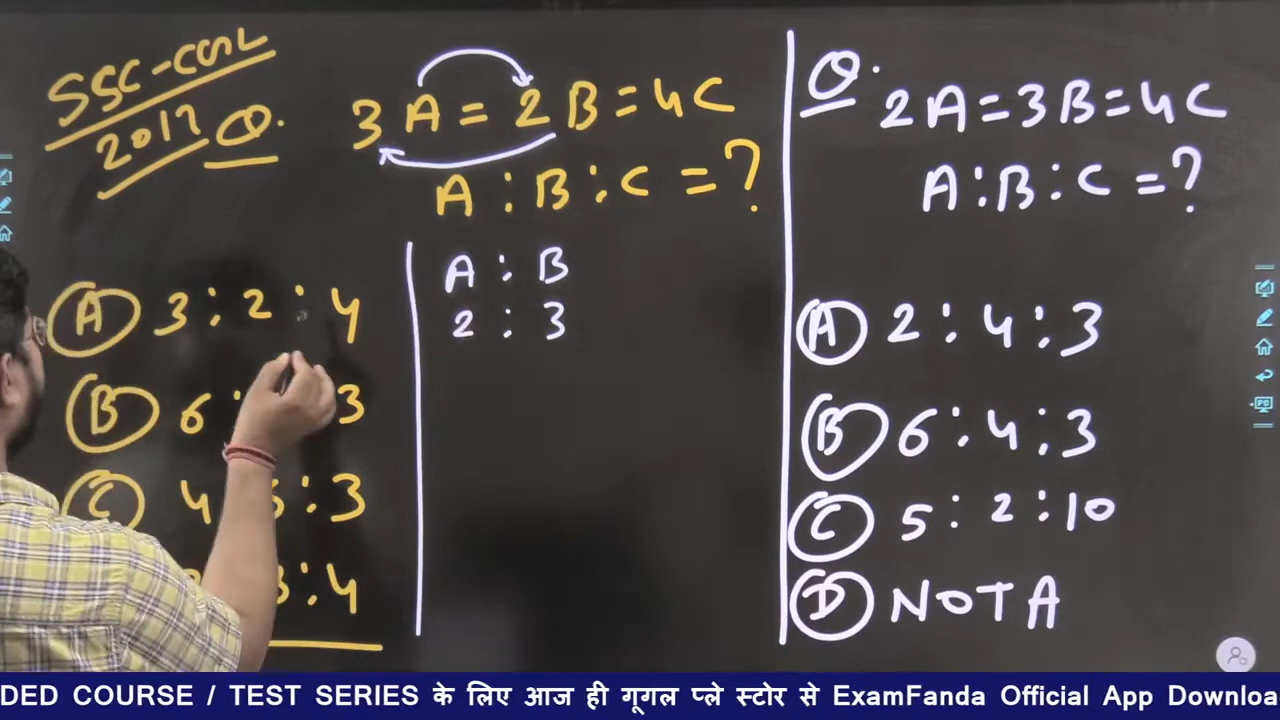 SSC-CGL
2017 Q.
3A = 2B = 4C
A : B : C = ?
A : B
2 : 3
(A) 3 : 2 : 4
(B) 6 : 3
(C) 4 : 3
3 : 4
Q. 2A = 3B = 4C
A : B : C = ?
(A) 2 : 4 : 3
(B) 6 : 4 : 3
(C) 5 : 2 : 10
(D) NOTA
DED COURSE / TEST SERIES के लिए आज ही गूगल प्ले स्टोर से ExamFanda Official App Downloa